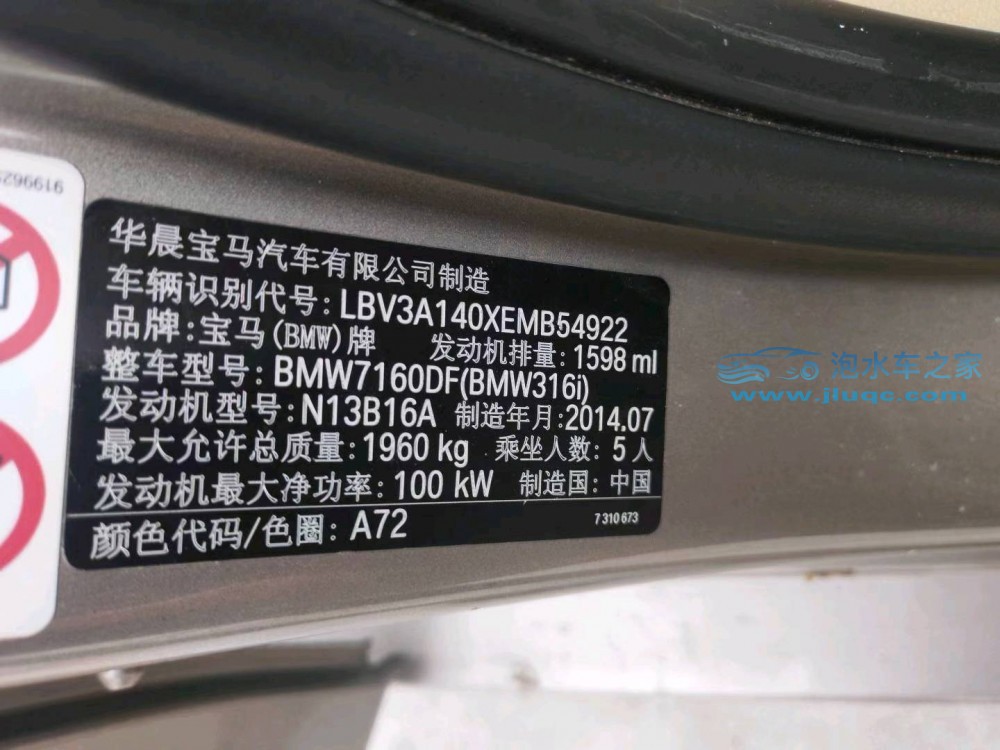 华晨宝马汽车有限公司制造
车辆识别代号:LBV3A140XEMB54922
品牌:宝马(BMW)牌 发动机排量:1598 ml
整车型号:BMW7160DF(BMW316i)
发动机型号:N13B16A 制造年月:2014.07
最大允许总质量:1960 kg 乘坐人数: 5 人
发动机最大净功率:100 kW 制造国: 中国
颜色代码/色圈: A72
7 310 673
泡水车之家